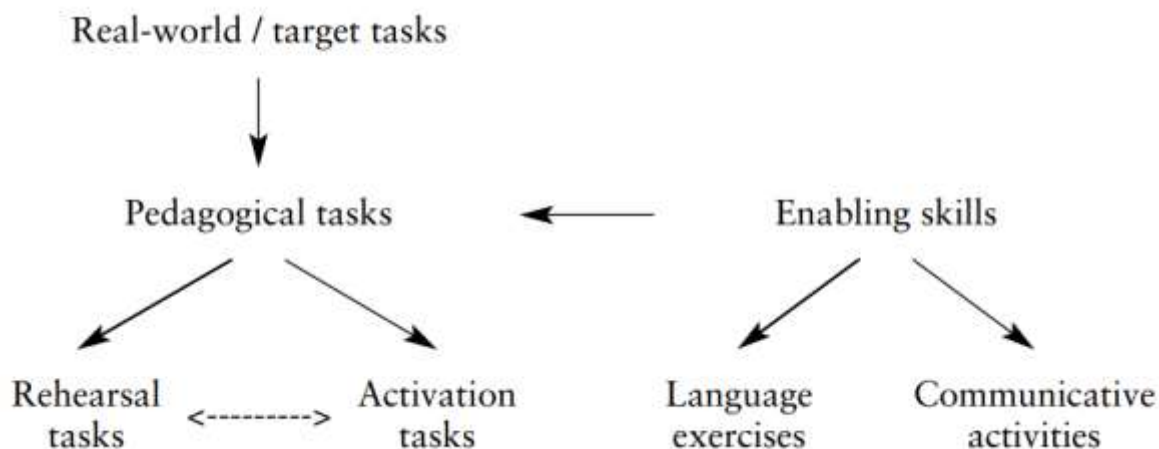 Real-world / target tasks
Pedagogical tasks
Enabling skills
Rehearsal
tasks
Activation
tasks
Language
exercises
Communicative
activities